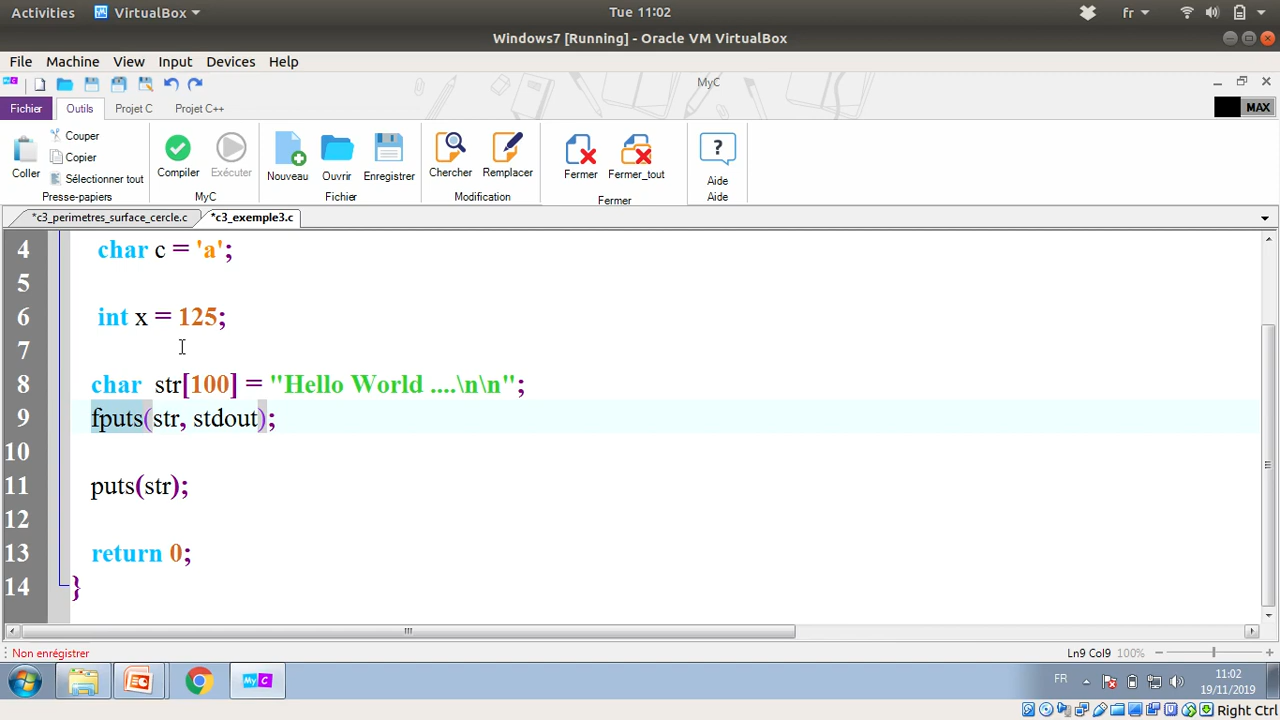 Activities VirtualBox Tue 11:02 fr
Windows7 [Running] - Oracle VM VirtualBox
File Machine View Input Devices Help
MyC
Fichier Outils Projet C Projet C++ MAX
Coller Couper Copier Sélectionner tout
Compiler Exécuter
Nouveau Ouvrir Enregistrer
Chercher Remplacer
Fermer Fermer_tout
Aide
Presse-papiers MyC Fichier Modification Fermer Aide
*c3_perimetres_surface_cercle.c *c3_exemple3.c
4 char c = 'a';
5
6 int x = 125;
7
8 char str[100] = "Hello World ....\n\n";
9 fputs(str, stdout);
10
11 puts(str);
12
13 return 0;
14 }
Non enrégistrer Ln9 Col9 100%
MyC FR 11:02
19/11/2019
Right Ctrl